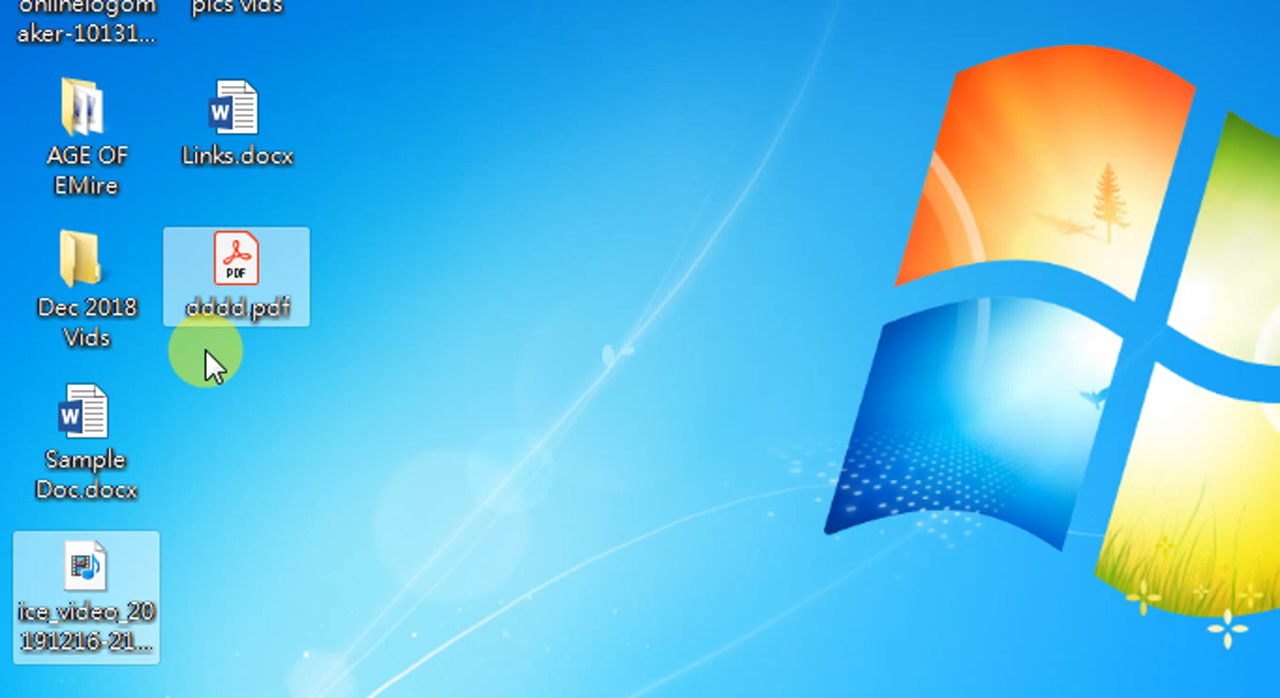 onlinelogom
aker-10131...
pics vids
AGE OF
EMire
Links.docx
Dec 2018
Vids
PDF
dddd.pdf
W
Sample
Doc.docx
W
ice_video_20
191216-21...